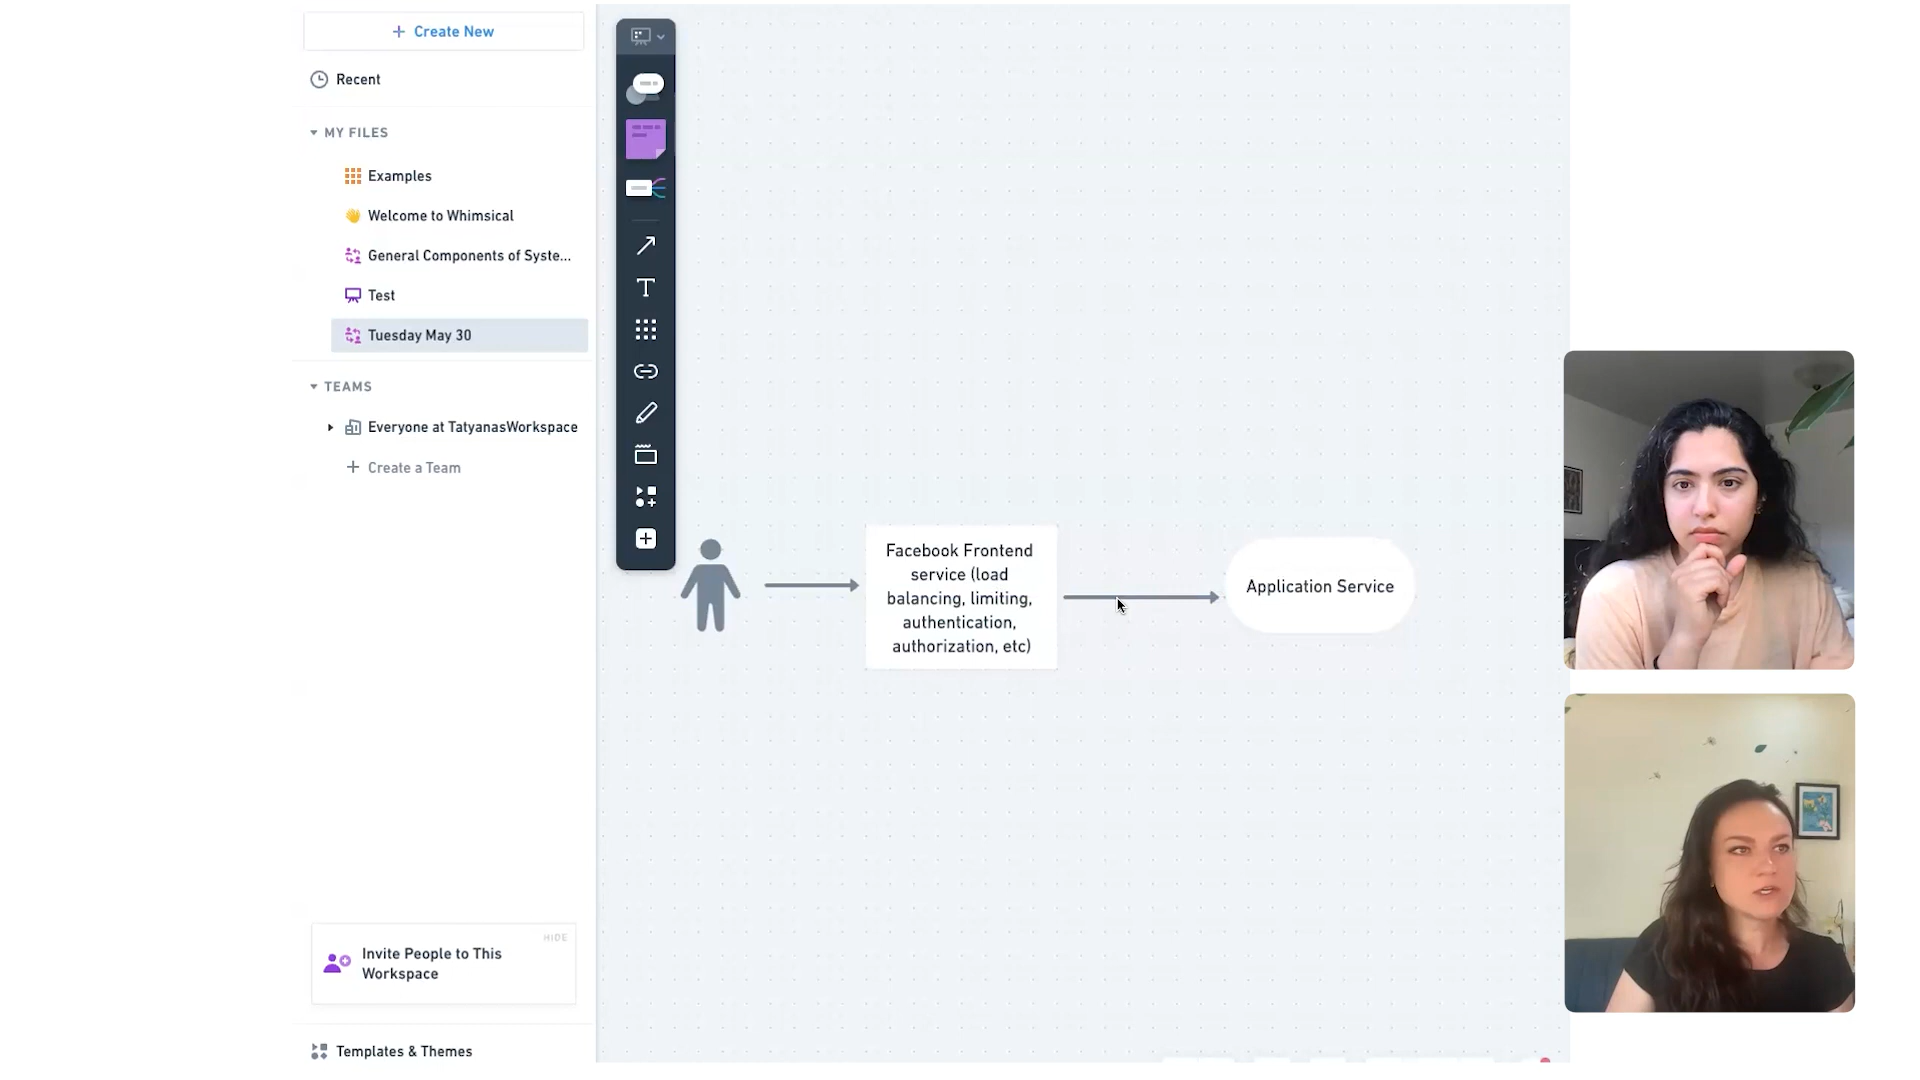 + Create New
Recent
MY FILES
Examples
Welcome to Whimsical
General Components of Syste...
Test
Tuesday May 30
TEAMS
Everyone at TatyanasWorkspace
+ Create a Team
HIDE
Invite People to This
Workspace
Templates & Themes
Facebook Frontend
service (load
balancing, limiting,
authentication,
authorization, etc)
Application Service